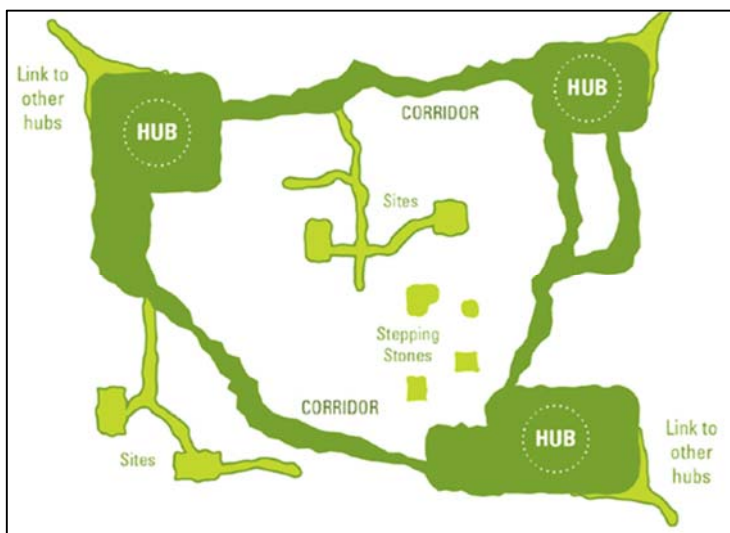 Link to
other
hubs
HUB
HUB
CORRIDOR
Sites
Stepping
Stones
CORRIDOR
HUB
Link to
other
hubs
Sites